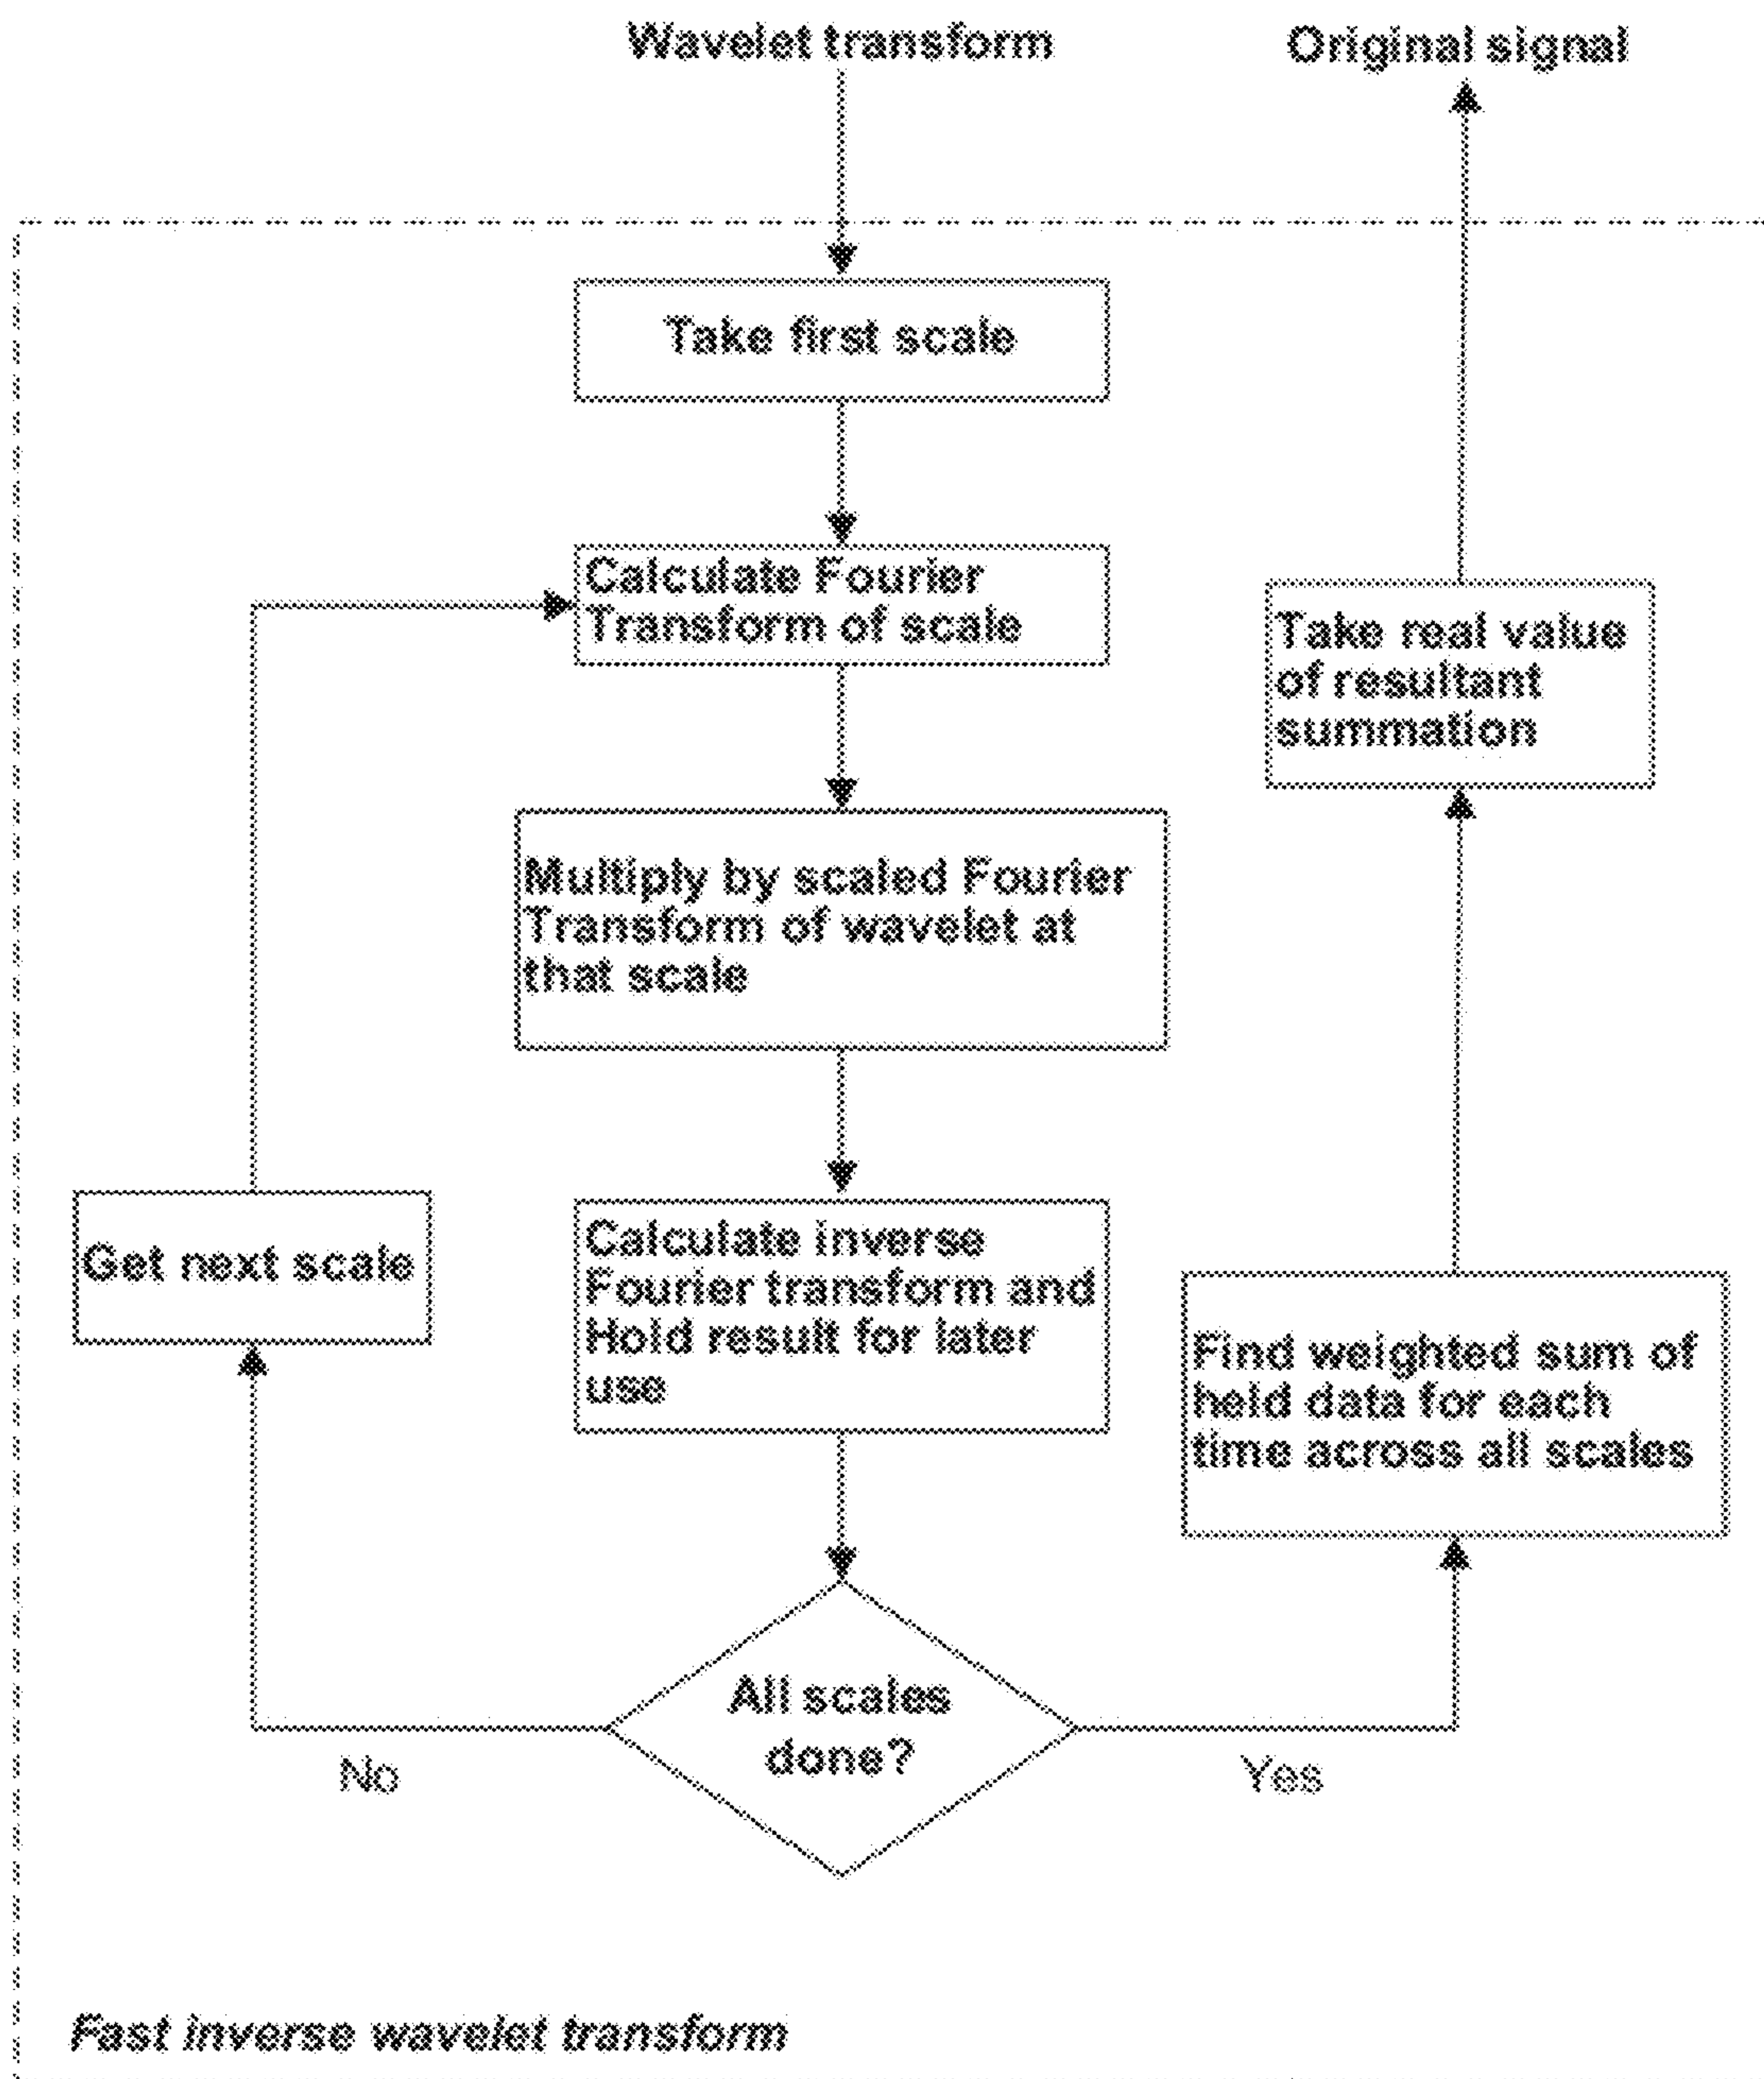 Wavelet transform
Original signal
Take first scale
Calculate Fourier
Transform of scale
Take real value
of resultant
summation
Multiply by scaled Fourier
Transform of wavelet at
that scale
Get next scale
Calculate inverse
Fourier transform and
Hold result for later
use
Find weighted sum of
held data for each
time across all scales
All scales
done?
No
Yes
Fast inverse wavelet transform